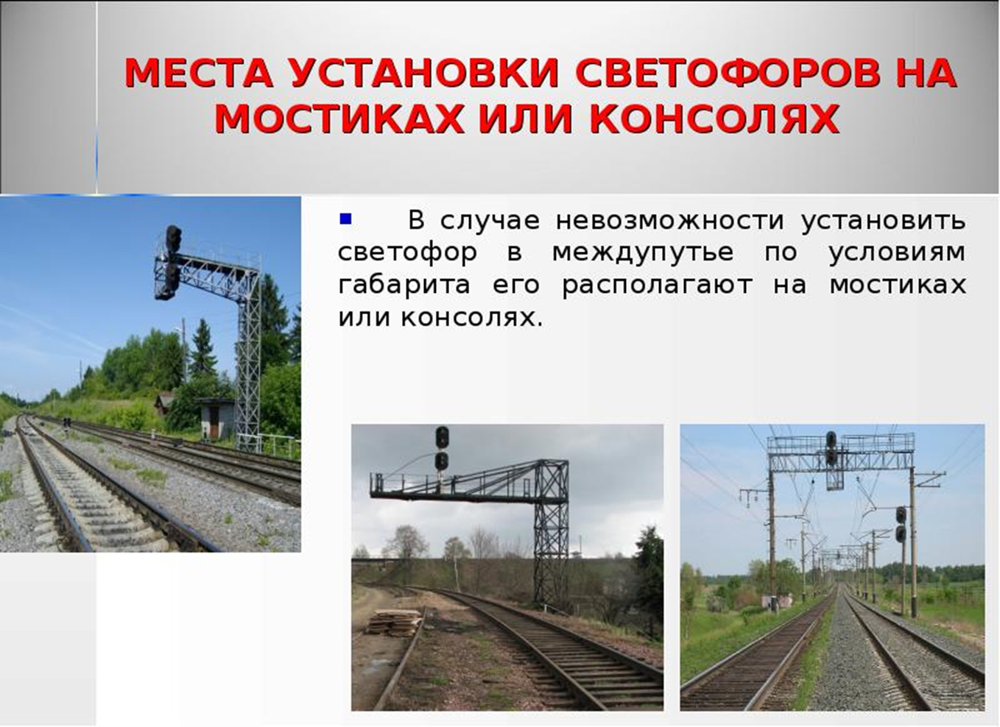 МЕСТА УСТАНОВКИ СВЕТОФОРОВ НА
МОСТИКАХ ИЛИ КОНСОЛЯХ
В случае невозможности установить
светофор в междупутье по условиям
габарита его располагают на мостиках
или консолях.